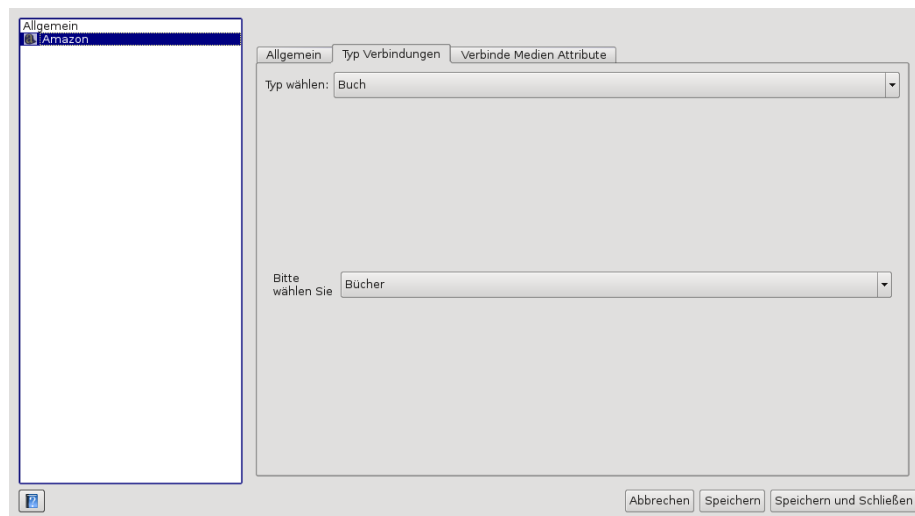 Allgemein
Amazon
Allgemein Typ Verbindungen Verbinde Medien Attribute
Typ wählen: Buch
Bitte
wählen Sie
Bücher
Abbrechen Speichern Speichern und Schließen